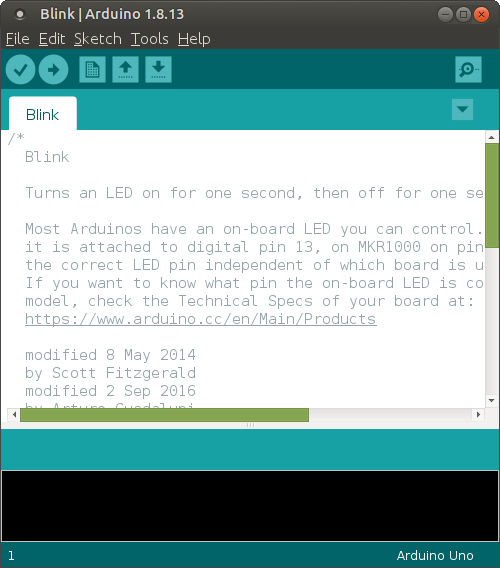 Blink | Arduino 1.8.13
File Edit Sketch Tools Help
Blink
/*
Blink
Turns an LED on for one second, then off for one se
Most Arduinos have an on-board LED you can control.
it is attached to digital pin 13, on MKR1000 on pin
the correct LED pin independent of which board is u
If you want to know what pin the on-board LED is co
model, check the Technical Specs of your board at:
https://www.arduino.cc/en/Main/Products
modified 8 May 2014
by Scott Fitzgerald
modified 2 Sep 2016
by Arturo Guadalupi
1 Arduino Uno